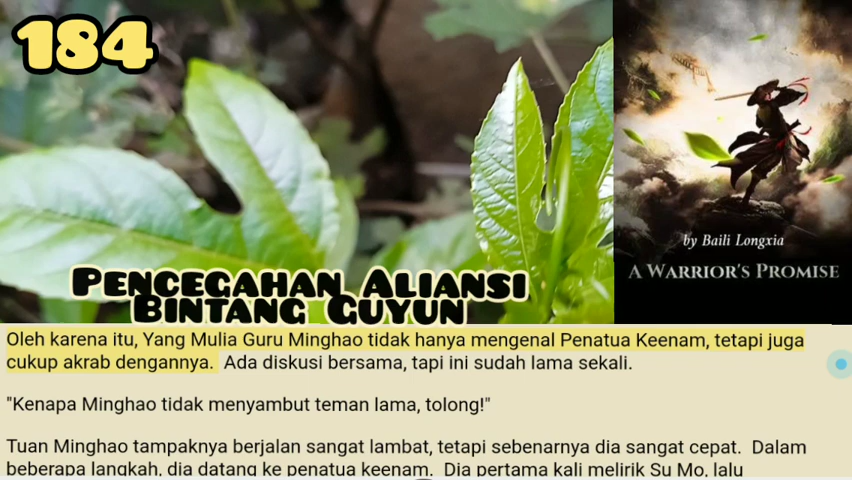 184
PENCEGAHAN ALIANSI
BINTANG GUYUN
by Baili Longxia
A WARRIOR'S PROMISE
Oleh karena itu, Yang Mulia Guru Minghao tidak hanya mengenal Penatua Keenam, tetapi juga
cukup akrab dengannya. Ada diskusi bersama, tapi ini sudah lama sekali.
"Kenapa Minghao tidak menyambut teman lama, tolong!"
Tuan Minghao tampaknya berjalan sangat lambat, tetapi sebenarnya dia sangat cepat. Dalam
beberapa langkah, dia datang ke penatua keenam. Dia pertama kali melirik Su Mo, lalu